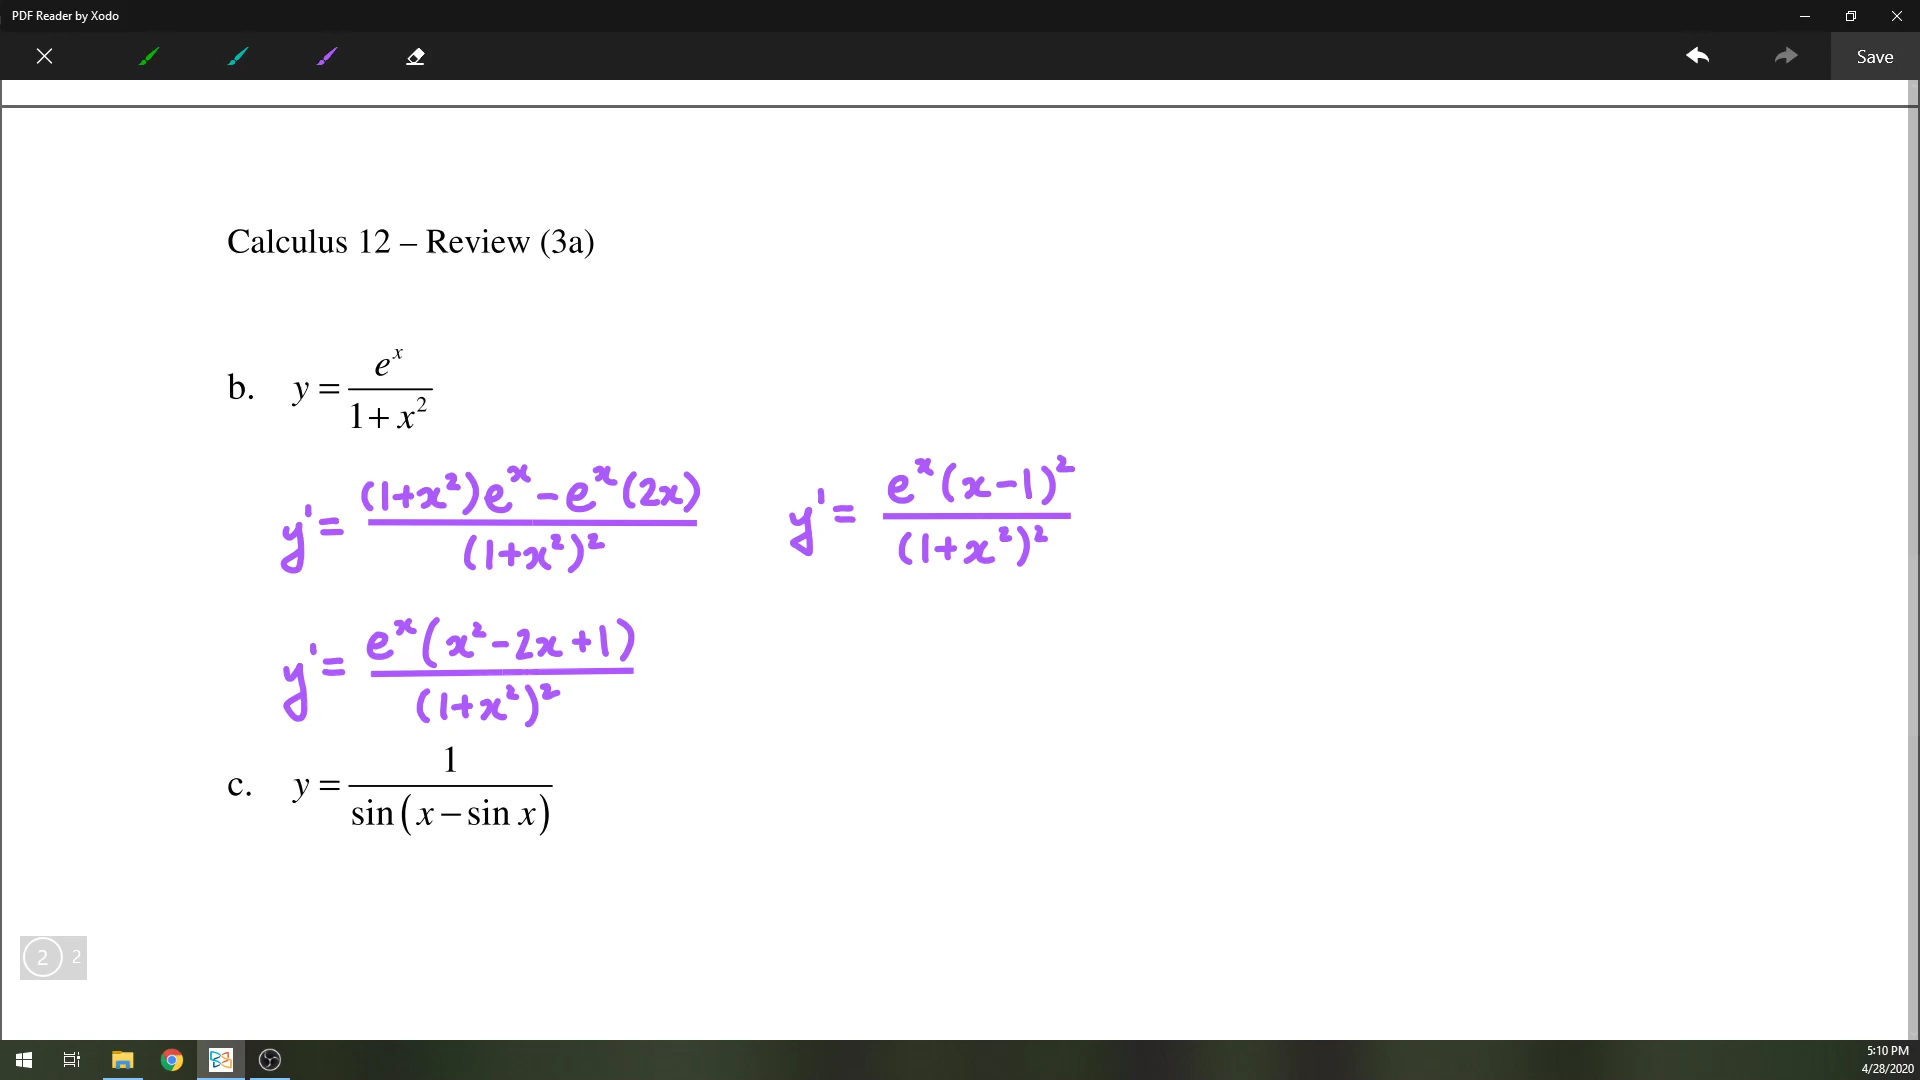 PDF Reader by Xodo
Save
Calculus 12 – Review (3a)
b. y = e^x / (1 + x^2)
y' = ((1+x^2)e^x - e^x(2x)) / (1+x^2)^2
y' = e^x(x-1)^2 / (1+x^2)^2
y' = e^x(x^2-2x+1) / (1+x^2)^2
c. y = 1 / sin(x – sin x)
2 2
5:10 PM
4/28/2020